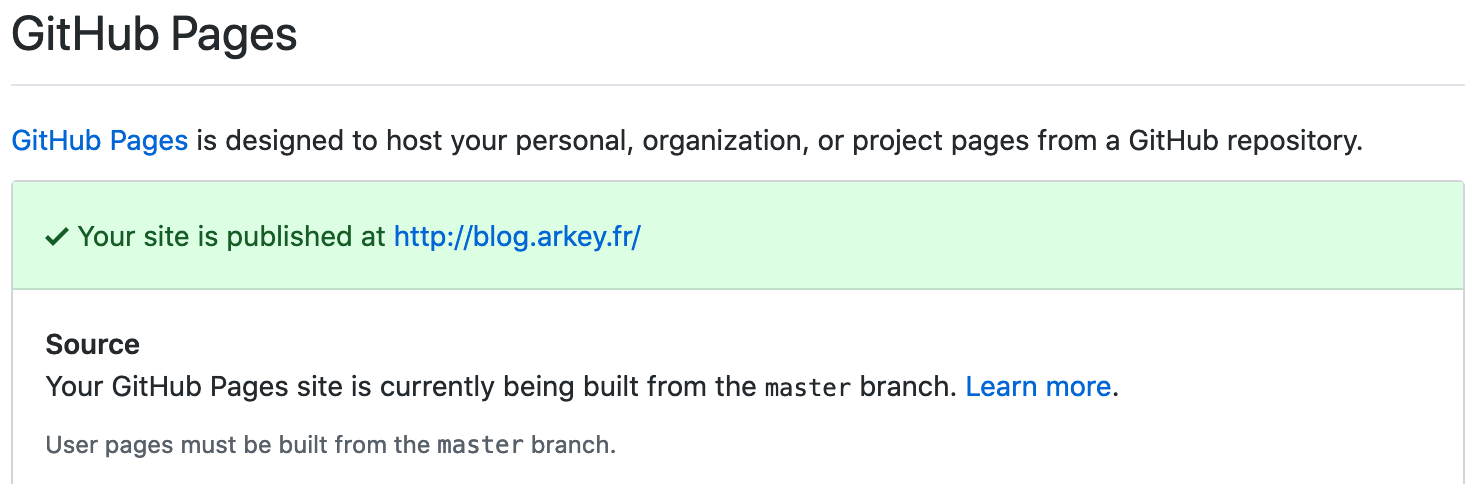 GitHub Pages
GitHub Pages is designed to host your personal, organization, or project pages from a GitHub repository.
✓ Your site is published at http://blog.arkey.fr/
Source
Your GitHub Pages site is currently being built from the master branch. Learn more.
User pages must be built from the master branch.